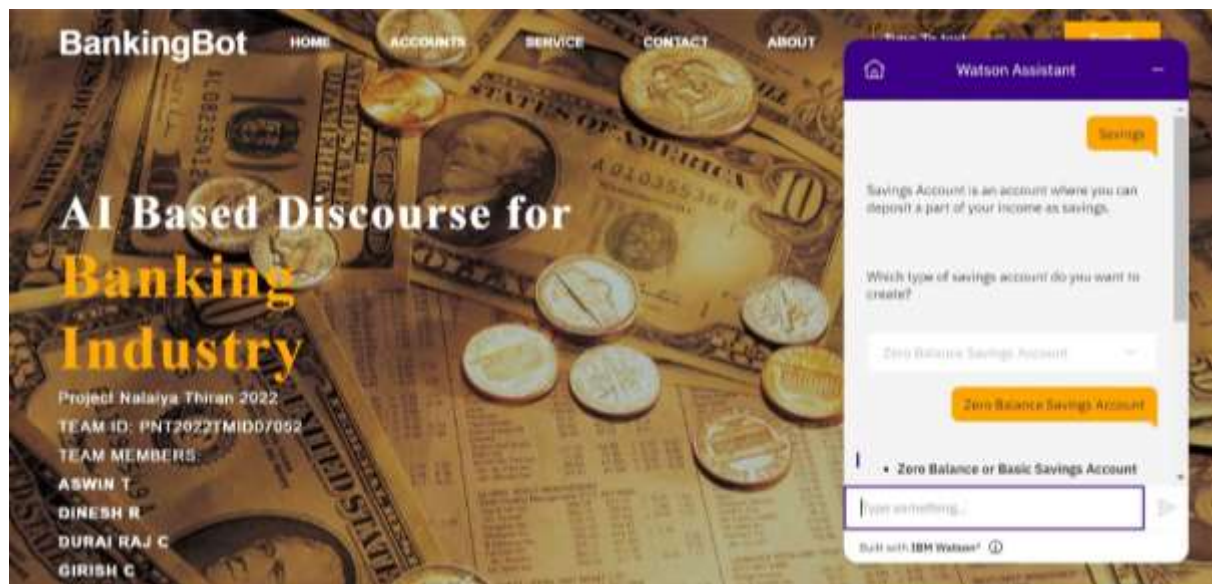 BankingBot
HOME
ACCOUNTS
SERVICE
CONTACT
ABOUT
Type To text
AI Based Discourse for
Banking
Industry
Project Nalaiya Thiran 2022
TEAM ID: PNT2022TMID07052
TEAM MEMBERS:
ASWIN T
DINESH R
DURAI RAJ C
GIRISH C
Watson Assistant
Savings
Savings Account is an account where you can
deposit a part of your income as savings.
Which type of savings account do you want to
create?
Zero Balance Savings Account
Zero Balance Savings Account
• Zero Balance or Basic Savings Account
Type something...
Built with IBM Watson®